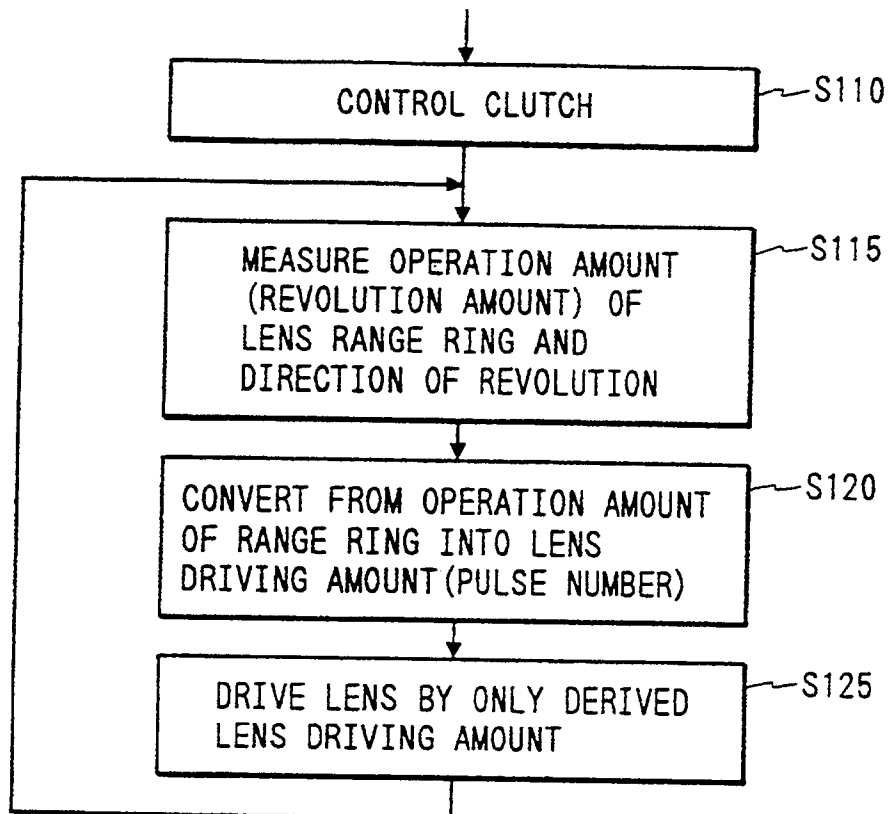 CONTROL CLUTCH
S110
MEASURE OPERATION AMOUNT
(REVOLUTION AMOUNT) OF
LENS RANGE RING AND
DIRECTION OF REVOLUTION
S115
CONVERT FROM OPERATION AMOUNT
OF RANGE RING INTO LENS
DRIVING AMOUNT(PULSE NUMBER)
S120
DRIVE LENS BY ONLY DERIVED
LENS DRIVING AMOUNT
S125